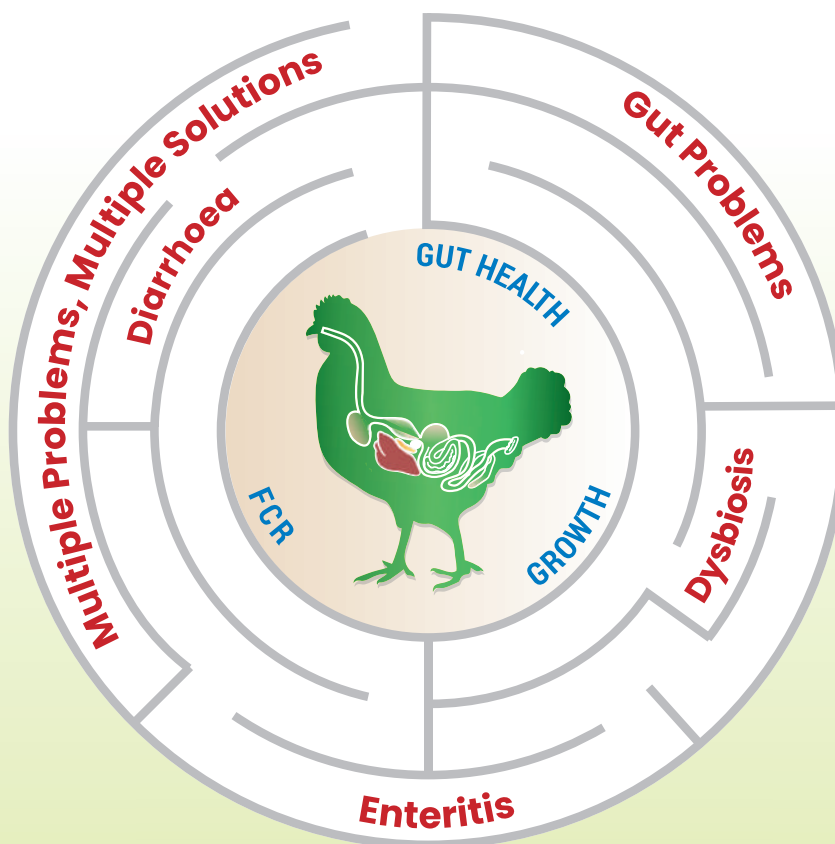 Multiple Problems, Multiple Solutions
Gut Problems
Diarrhoea
GUT HEALTH
FCR
GROWTH
Dysbiosis
Enteritis